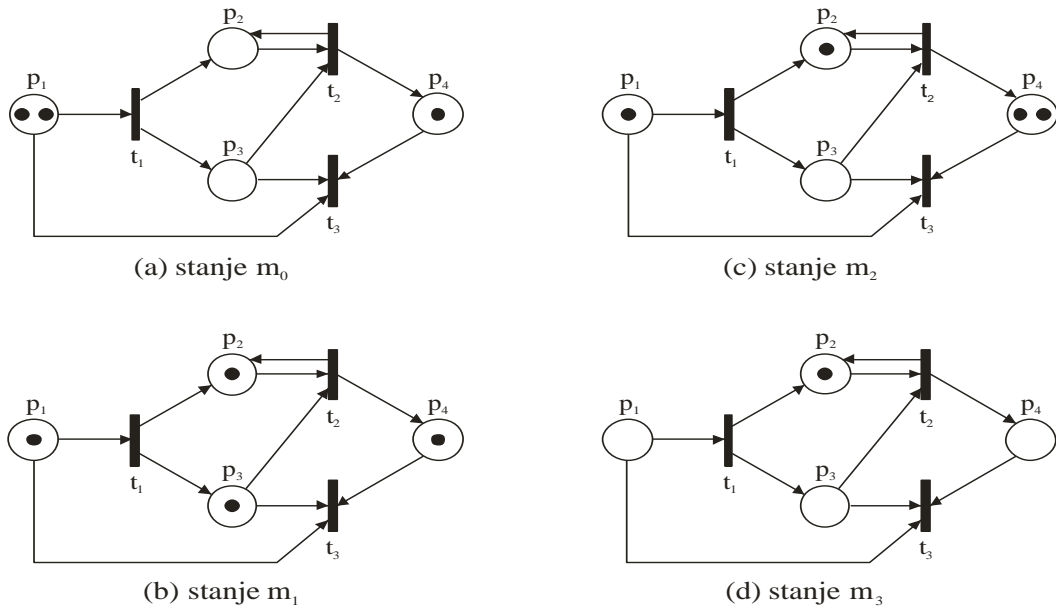 p₂
p₁
t₂
p₄
t₁
p₃
t₃
(a) stanje m₀
p₂
p₁
t₂
p₄
t₁
p₃
t₃
(c) stanje m₂
p₂
p₁
t₂
p₄
t₁
p₃
t₃
(b) stanje m₁
p₂
p₁
t₂
p₄
t₁
p₃
t₃
(d) stanje m₃